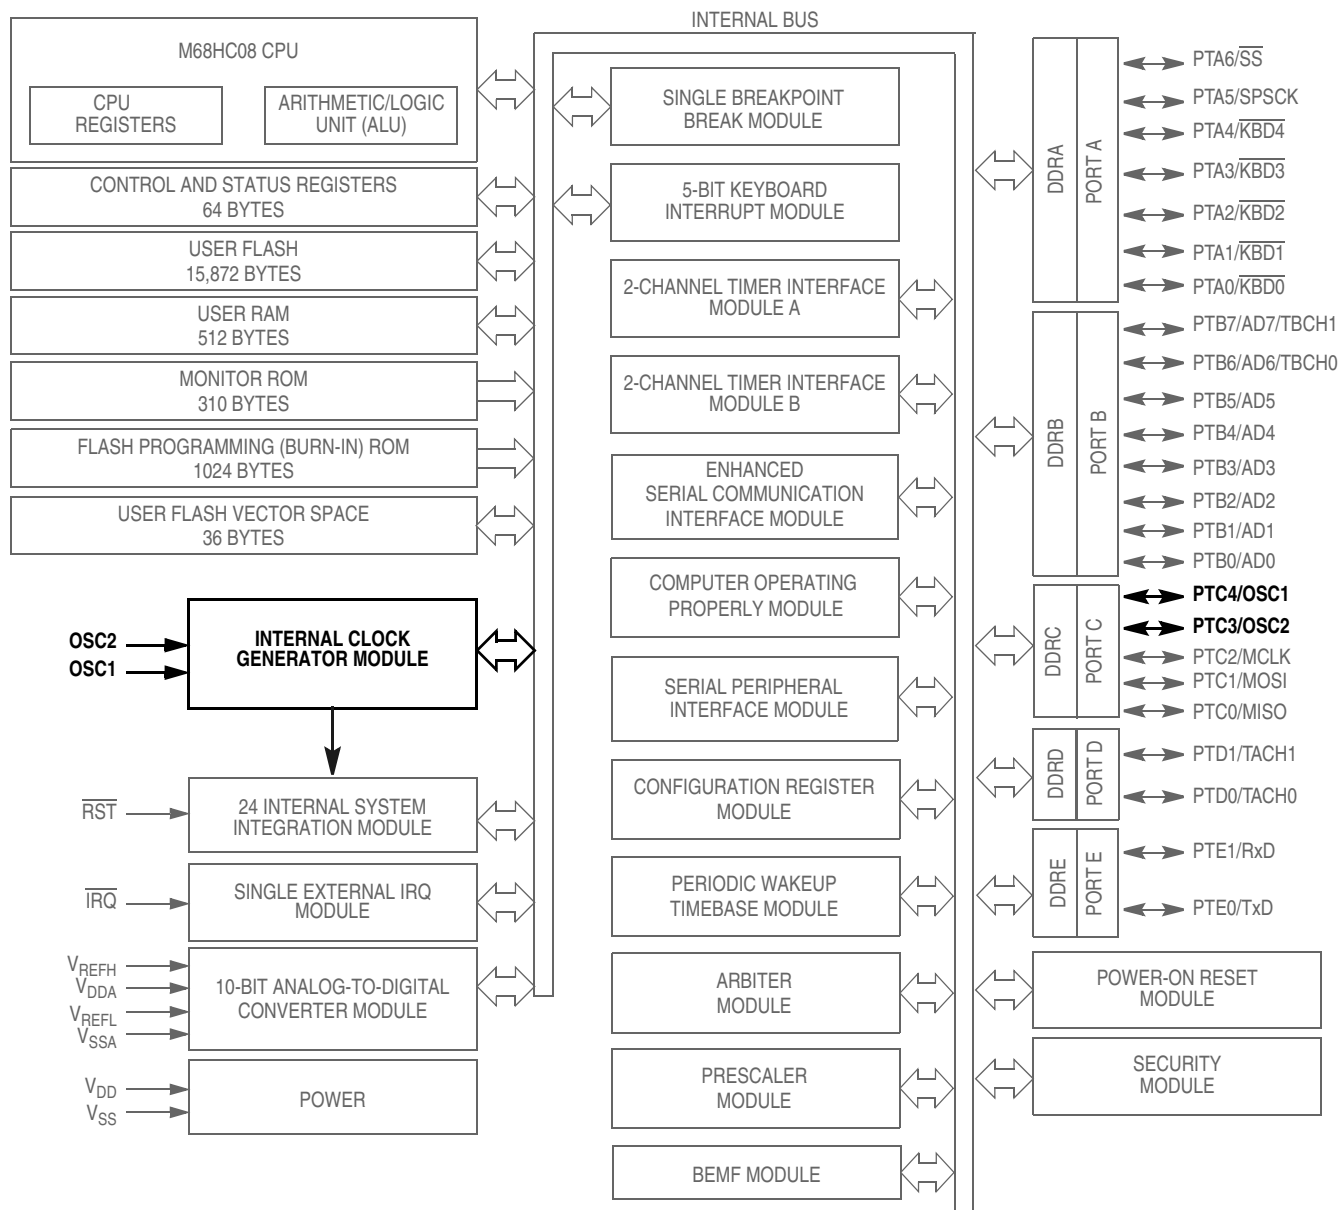 INTERNAL BUS
M68HC08 CPU
CPU
REGISTERS
ARITHMETIC/LOGIC
UNIT (ALU)
CONTROL AND STATUS REGISTERS
64 BYTES
USER FLASH
15,872 BYTES
USER RAM
512 BYTES
MONITOR ROM
310 BYTES
FLASH PROGRAMMING (BURN-IN) ROM
1024 BYTES
USER FLASH VECTOR SPACE
36 BYTES
OSC2
OSC1
INTERNAL CLOCK
GENERATOR MODULE
R̅S̅T̅
24 INTERNAL SYSTEM
INTEGRATION MODULE
I̅R̅Q̅
SINGLE EXTERNAL IRQ
MODULE
VREFH
VDDA
VREFL
VSSA
10-BIT ANALOG-TO-DIGITAL
CONVERTER MODULE
VDD
VSS
POWER
SINGLE BREAKPOINT
BREAK MODULE
5-BIT KEYBOARD
INTERRUPT MODULE
2-CHANNEL TIMER INTERFACE
MODULE A
2-CHANNEL TIMER INTERFACE
MODULE B
ENHANCED
SERIAL COMMUNICATION
INTERFACE MODULE
COMPUTER OPERATING
PROPERLY MODULE
SERIAL PERIPHERAL
INTERFACE MODULE
CONFIGURATION REGISTER
MODULE
PERIODIC WAKEUP
TIMEBASE MODULE
ARBITER
MODULE
PRESCALER
MODULE
BEMF MODULE
DDRA
PORT A
PTA6/S̅S̅
PTA5/SPSCK
PTA4/K̅B̅D̅4̅
PTA3/K̅B̅D̅3̅
PTA2/K̅B̅D̅2̅
PTA1/K̅B̅D̅1̅
PTA0/K̅B̅D̅0̅
DDRB
PORT B
PTB7/AD7/TBCH1
PTB6/AD6/TBCH0
PTB5/AD5
PTB4/AD4
PTB3/AD3
PTB2/AD2
PTB1/AD1
PTB0/AD0
DDRC
PORT C
PTC4/OSC1
PTC3/OSC2
PTC2/MCLK
PTC1/MOSI
PTC0/MISO
DDRD
PORT D
PTD1/TACH1
PTD0/TACH0
DDRE
PORT E
PTE1/RxD
PTE0/TxD
POWER-ON RESET
MODULE
SECURITY
MODULE